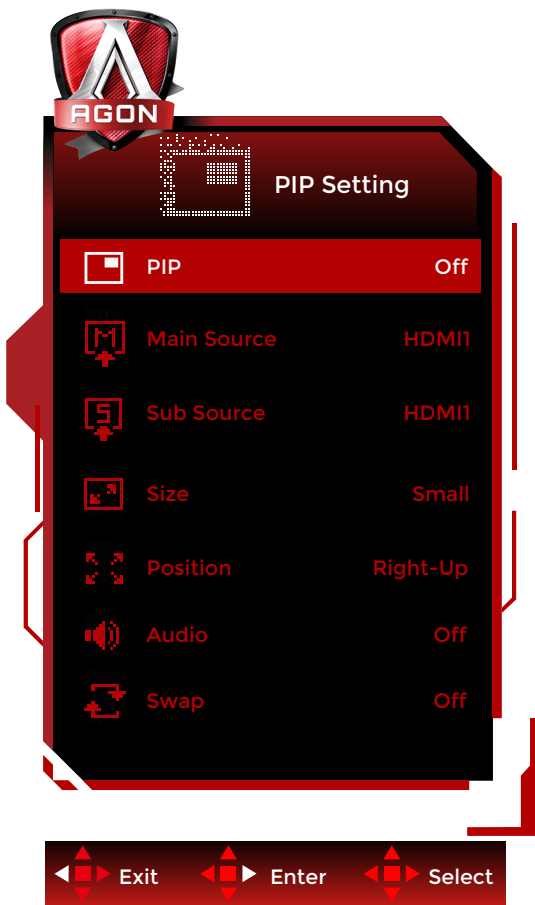 AGON
PIP Setting
PIP Off
Main Source HDMI1
Sub Source HDMI1
Size Small
Position Right-Up
Audio Off
Swap Off
Exit Enter Select